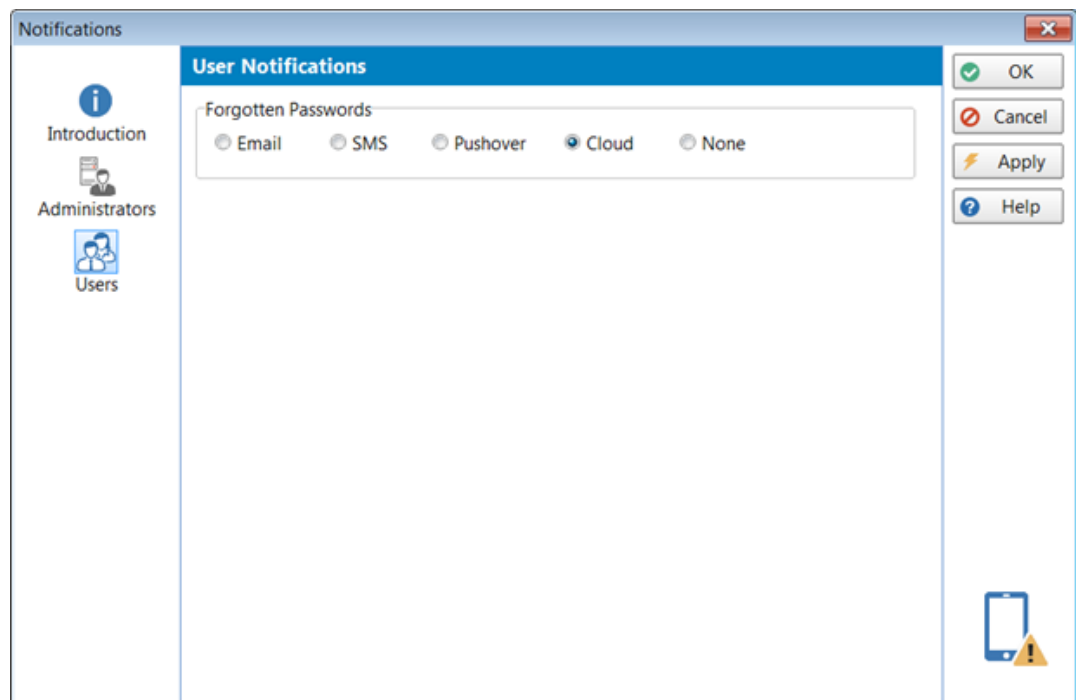 Notifications
Introduction
Administrators
Users
User Notifications
Forgotten Passwords
Email SMS Pushover Cloud None
OK
Cancel
Apply
Help